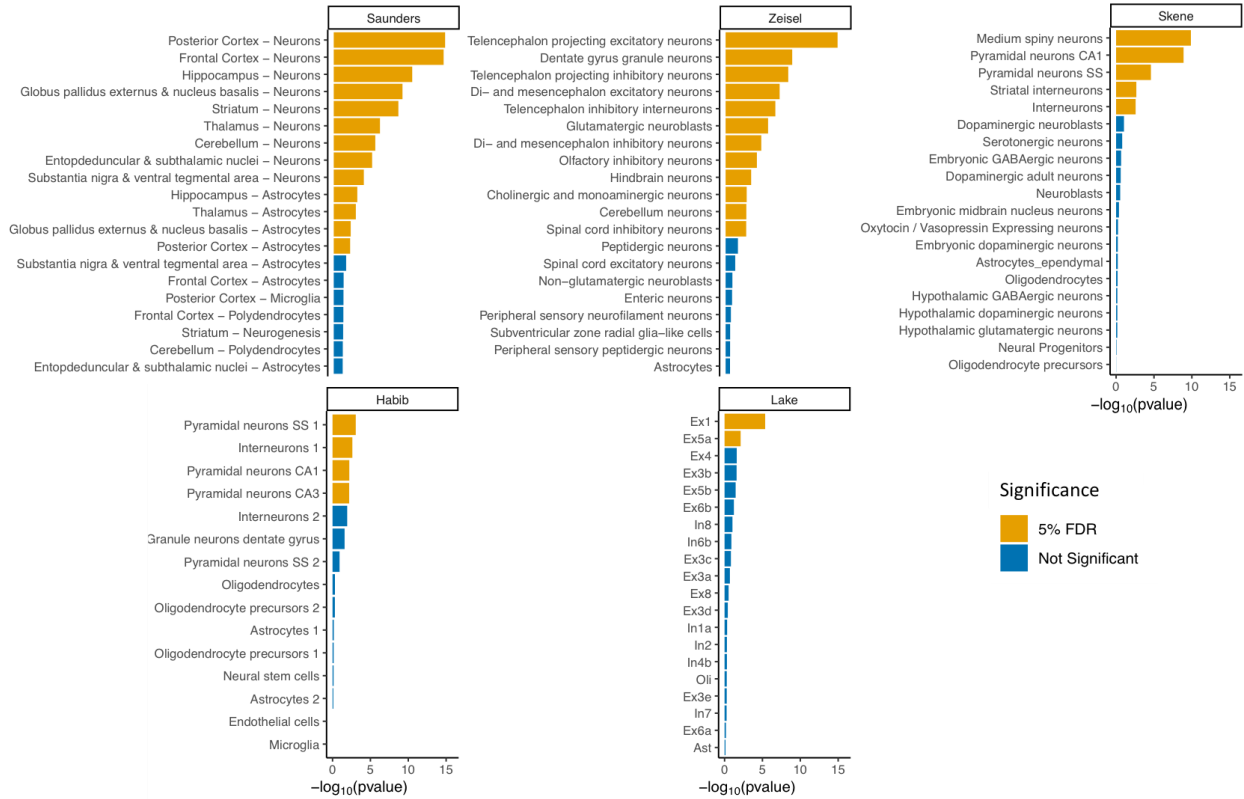 Saunders
Posterior Cortex − Neurons
Frontal Cortex − Neurons
Hippocampus − Neurons
Globus pallidus externus & nucleus basalis − Neurons
Striatum − Neurons
Thalamus − Neurons
Cerebellum − Neurons
Entopdeduncular & subthalamic nuclei − Neurons
Substantia nigra & ventral tegmental area − Neurons
Hippocampus − Astrocytes
Thalamus − Astrocytes
Globus pallidus externus & nucleus basalis − Astrocytes
Posterior Cortex − Astrocytes
Substantia nigra & ventral tegmental area − Astrocytes
Frontal Cortex − Astrocytes
Posterior Cortex − Microglia
Frontal Cortex − Polydendrocytes
Striatum − Neurogenesis
Cerebellum − Polydendrocytes
Entopdeduncular & subthalamic nuclei − Astrocytes
Zeisel
Telencephalon projecting excitatory neurons
Dentate gyrus granule neurons
Telencephalon projecting inhibitory neurons
Di− and mesencephalon excitatory neurons
Telencephalon inhibitory interneurons
Glutamatergic neuroblasts
Di− and mesencephalon inhibitory neurons
Olfactory inhibitory neurons
Hindbrain neurons
Cholinergic and monoaminergic neurons
Cerebellum neurons
Spinal cord inhibitory neurons
Peptidergic neurons
Spinal cord excitatory neurons
Non−glutamatergic neuroblasts
Enteric neurons
Peripheral sensory neurofilament neurons
Subventricular zone radial glia−like cells
Peripheral sensory peptidergic neurons
Astrocytes
Skene
Medium spiny neurons
Pyramidal neurons CA1
Pyramidal neurons SS
Striatal interneurons
Interneurons
Dopaminergic neuroblasts
Serotonergic neurons
Embryonic GABAergic neurons
Dopaminergic adult neurons
Neuroblasts
Embryonic midbrain nucleus neurons
Oxytocin / Vasopressin Expressing neurons
Embryonic dopaminergic neurons
Astrocytes_ependymal
Oligodendrocytes
Hypothalamic GABAergic neurons
Hypothalamic dopaminergic neurons
Hypothalamic glutamatergic neurons
Neural Progenitors
Oligodendrocyte precursors
0 5 10 15
−log10(pvalue)
Habib
Pyramidal neurons SS 1
Interneurons 1
Pyramidal neurons CA1
Pyramidal neurons CA3
Interneurons 2
Granule neurons dentate gyrus
Pyramidal neurons SS 2
Oligodendrocytes
Oligodendrocyte precursors 2
Astrocytes 1
Oligodendrocyte precursors 1
Neural stem cells
Astrocytes 2
Endothelial cells
Microglia
0 5 10 15
−log10(pvalue)
Lake
Ex1
Ex5a
Ex4
Ex3b
Ex5b
Ex6b
In8
In6b
Ex3c
Ex3a
Ex8
Ex3d
In1a
In2
In4b
Oli
Ex3e
In7
Ex6a
Ast
0 5 10 15
−log10(pvalue)
Significance
5% FDR
Not Significant